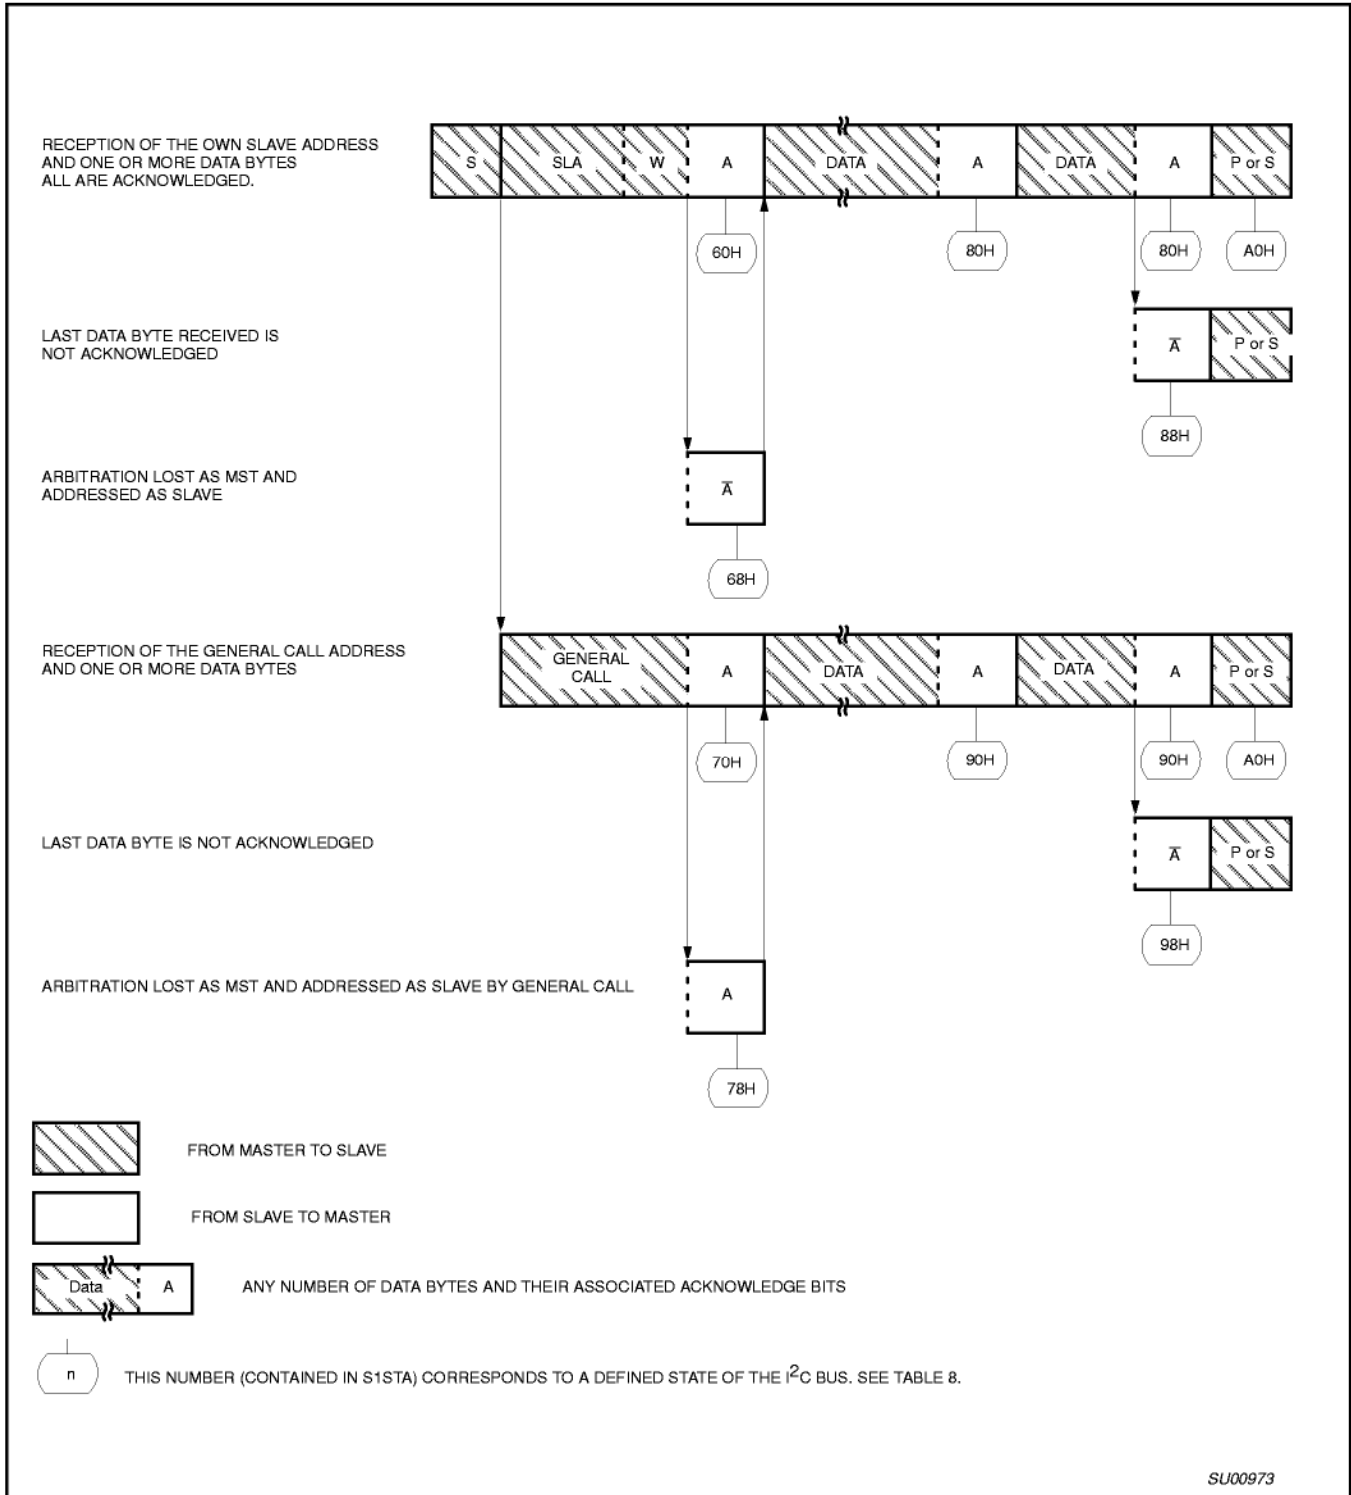 RECEPTION OF THE OWN SLAVE ADDRESS
AND ONE OR MORE DATA BYTES
ALL ARE ACKNOWLEDGED.
S SLA W A DATA A DATA A P or S
60H 80H 80H A0H
LAST DATA BYTE RECEIVED IS
NOT ACKNOWLEDGED
A̅ P or S
88H
ARBITRATION LOST AS MST AND
ADDRESSED AS SLAVE
A̅
68H
RECEPTION OF THE GENERAL CALL ADDRESS
AND ONE OR MORE DATA BYTES
GENERAL
CALL
A DATA A DATA A P or S
70H 90H 90H A0H
LAST DATA BYTE IS NOT ACKNOWLEDGED
A̅ P or S
98H
ARBITRATION LOST AS MST AND ADDRESSED AS SLAVE BY GENERAL CALL
A
78H
FROM MASTER TO SLAVE
FROM SLAVE TO MASTER
Data A ANY NUMBER OF DATA BYTES AND THEIR ASSOCIATED ACKNOWLEDGE BITS
n THIS NUMBER (CONTAINED IN S1STA) CORRESPONDS TO A DEFINED STATE OF THE I²C BUS. SEE TABLE 8.
SU00973